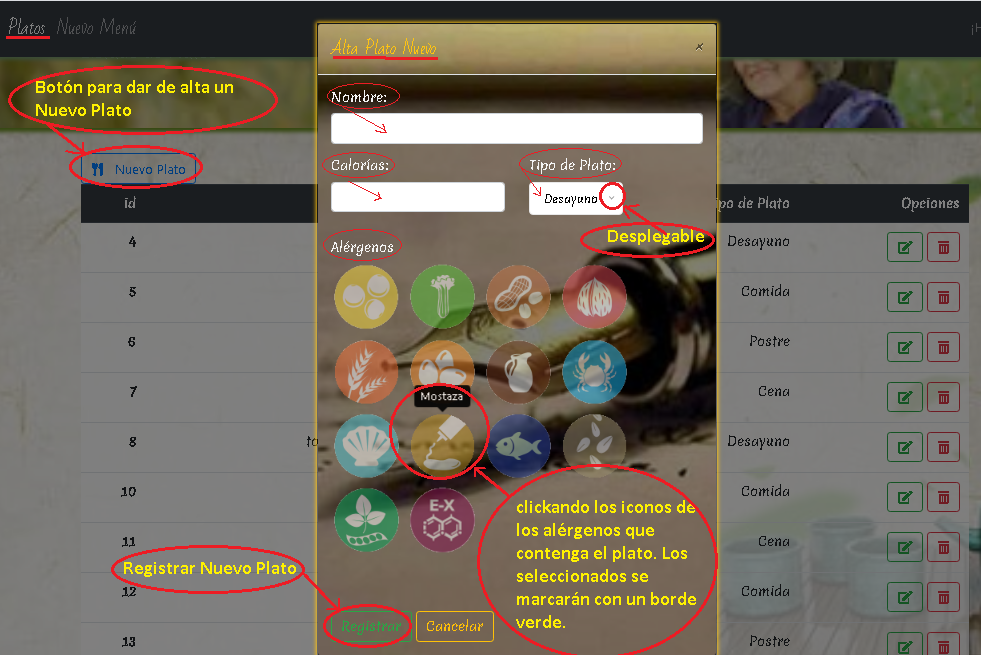 Platos Nuevo Menú
Alta Plato Nuevo
×
Botón para dar de alta un
Nuevo Plato
Nombre:
Nuevo Plato
Calorías:
Tipo de Plato:
Desayuno
id
po de Plato
Opciones
Desplegable
Alérgenos
4
Desayuno
5
Comida
6
Postre
7
Cena
Mostaza
8
to
Desayuno
10
Comida
E-X
clickando los iconos de
los alérgenos que
contenga el plato. Los
seleccionados se
marcarán con un borde
verde.
11
Cena
Registrar Nuevo Plato
12
Comida
Registrar
Cancelar
13
Postre